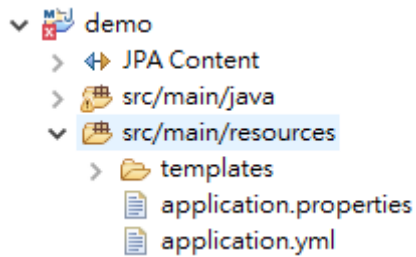 demo
JPA Content
src/main/java
src/main/resources
templates
application.properties
application.yml